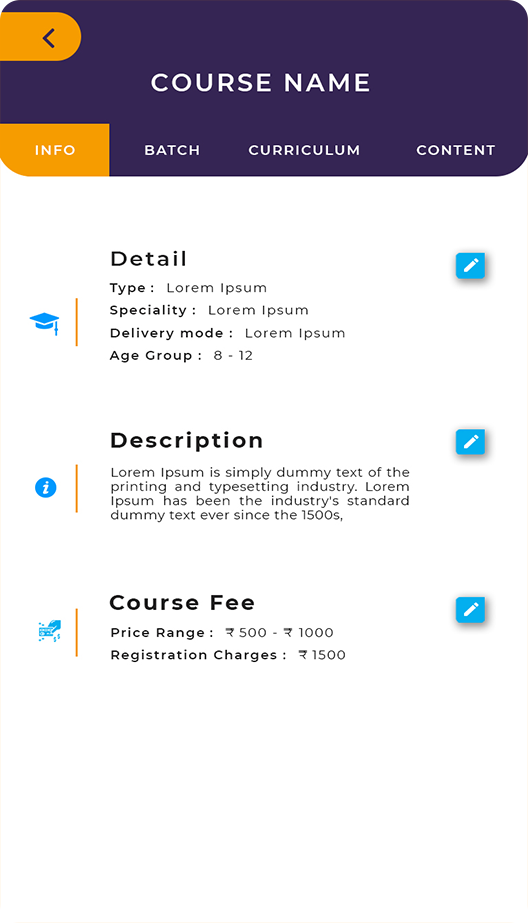 COURSE NAME
INFO BATCH CURRICULUM CONTENT
Detail
Type : Lorem Ipsum
Speciality : Lorem Ipsum
Delivery mode : Lorem Ipsum
Age Group : 8 - 12
Description
Lorem Ipsum is simply dummy text of the
printing and typesetting industry. Lorem
Ipsum has been the industry's standard
dummy text ever since the 1500s,
Course Fee
Price Range : ₹ 500 - ₹ 1000
Registration Charges : ₹ 1500